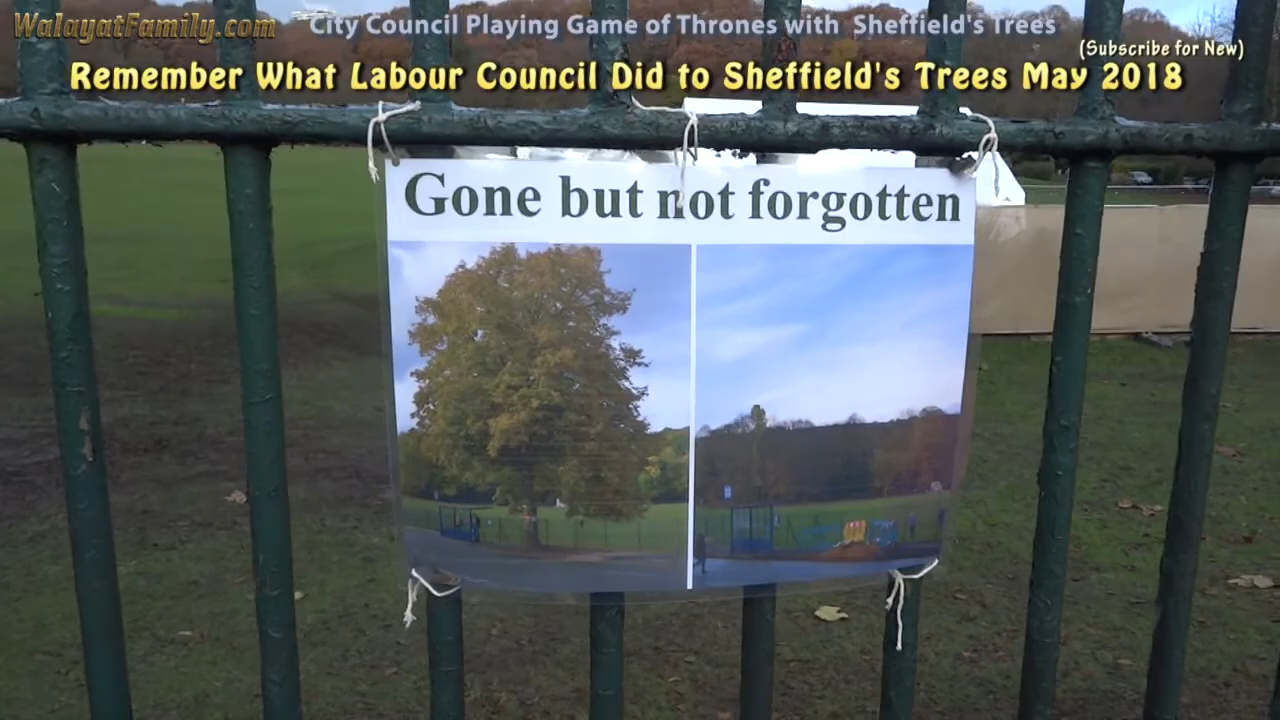 WalayatFamily.com
City Council Playing Game of Thrones with Sheffield's Trees
(Subscribe for New)
Remember What Labour Council Did to Sheffield's Trees May 2018
Gone but not forgotten